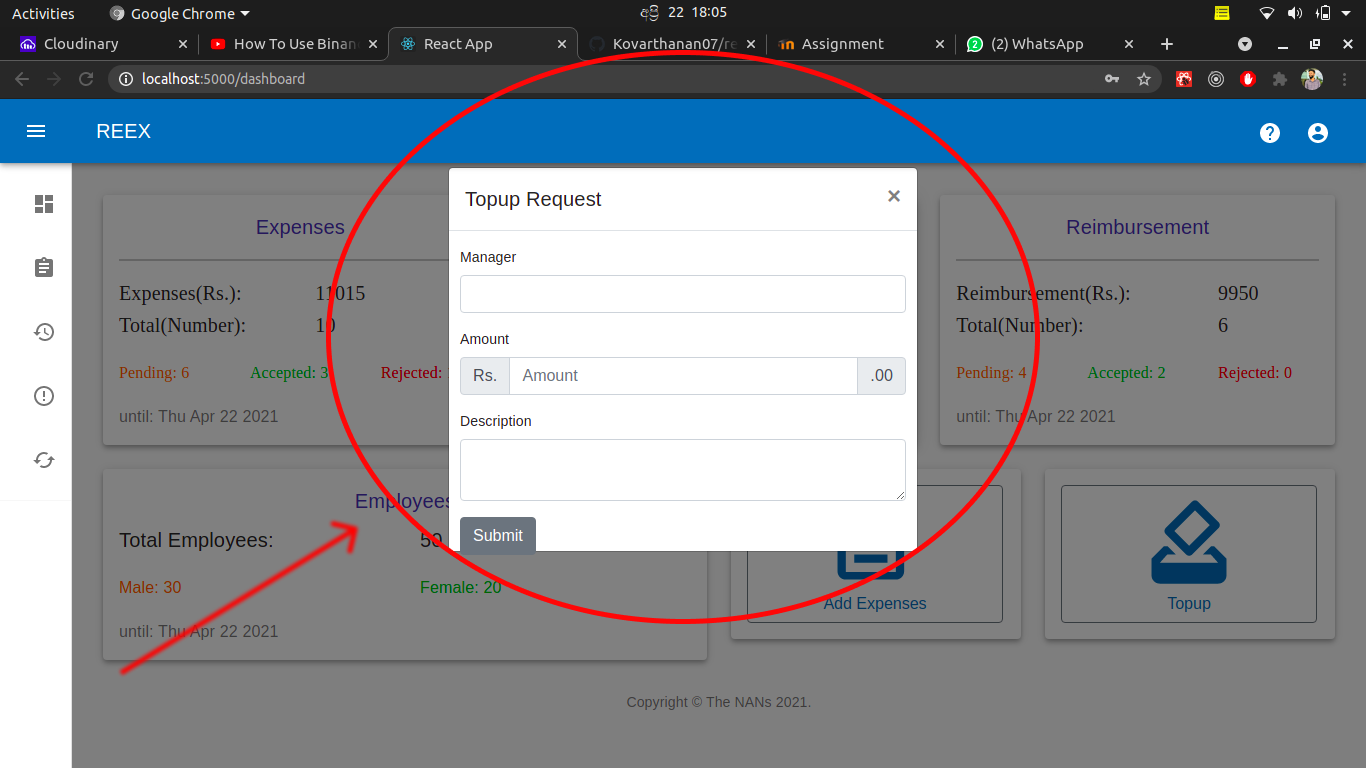 Activities
Google Chrome
අප්‍රි 22 18:05
Cloudinary
How To Use Binan
React App
Kovarthanan07/re
Assignment
(2) WhatsApp
localhost:5000/dashboard
REEX
Topup Request
×
Manager
Amount
Rs.
Amount
.00
Description
Submit
Expenses
Expenses(Rs.): 11015
Total(Number): 10
Pending: 6 Accepted: 3 Rejected:
until: Thu Apr 22 2021
Reimbursement
Reimbursement(Rs.): 9950
Total(Number): 6
Pending: 4 Accepted: 2 Rejected: 0
until: Thu Apr 22 2021
Employees
Total Employees: 50
Male: 30 Female: 20
until: Thu Apr 22 2021
Add Expenses
Topup
Copyright © The NANs 2021.